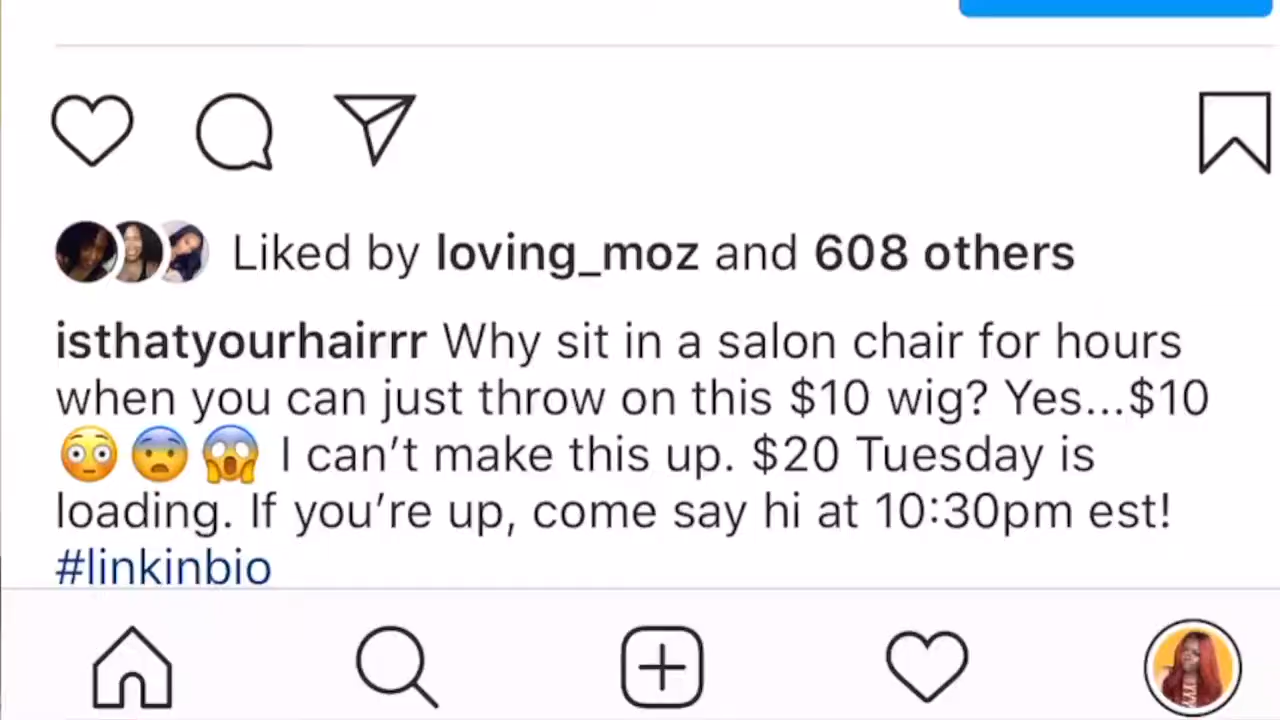 Liked by loving_moz and 608 others
isthatyourhairrr Why sit in a salon chair for hours
when you can just throw on this $10 wig? Yes...$10
😳😨😱 I can't make this up. $20 Tuesday is
loading. If you're up, come say hi at 10:30pm est!
#linkinbio